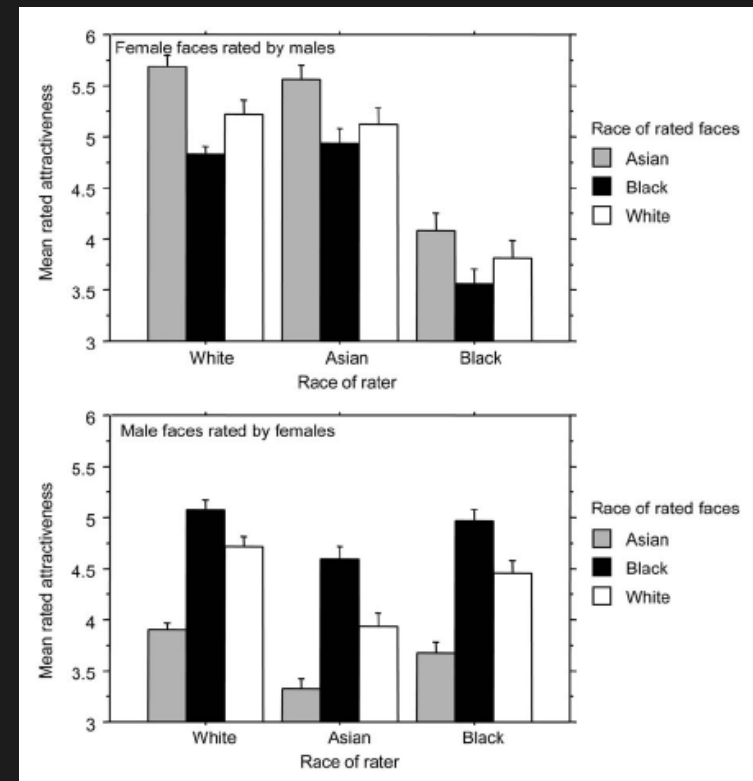 Female faces rated by males
6
5.5
5
4.5
4
3.5
3
Mean rated attractiveness
White Asian Black
Race of rater
Race of rated faces
Asian
Black
White
Male faces rated by females
6
5.5
5
4.5
4
3.5
3
Mean rated attractiveness
White Asian Black
Race of rater
Race of rated faces
Asian
Black
White